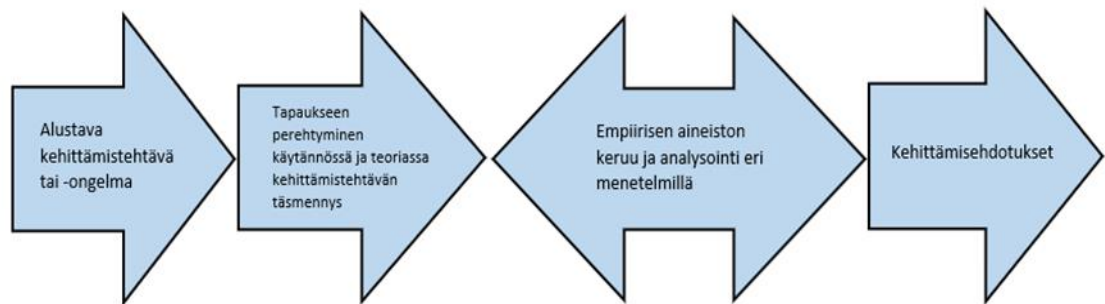 Alustava
kehittämistehtävä
tai -ongelma
Tapaukseen
perehtyminen
käytännössä ja teoriassa
kehittämistehtävän
täsmennys
Empiirisen aineiston
keruu ja analysointi eri
menetelmillä
Kehittämisehdotukset